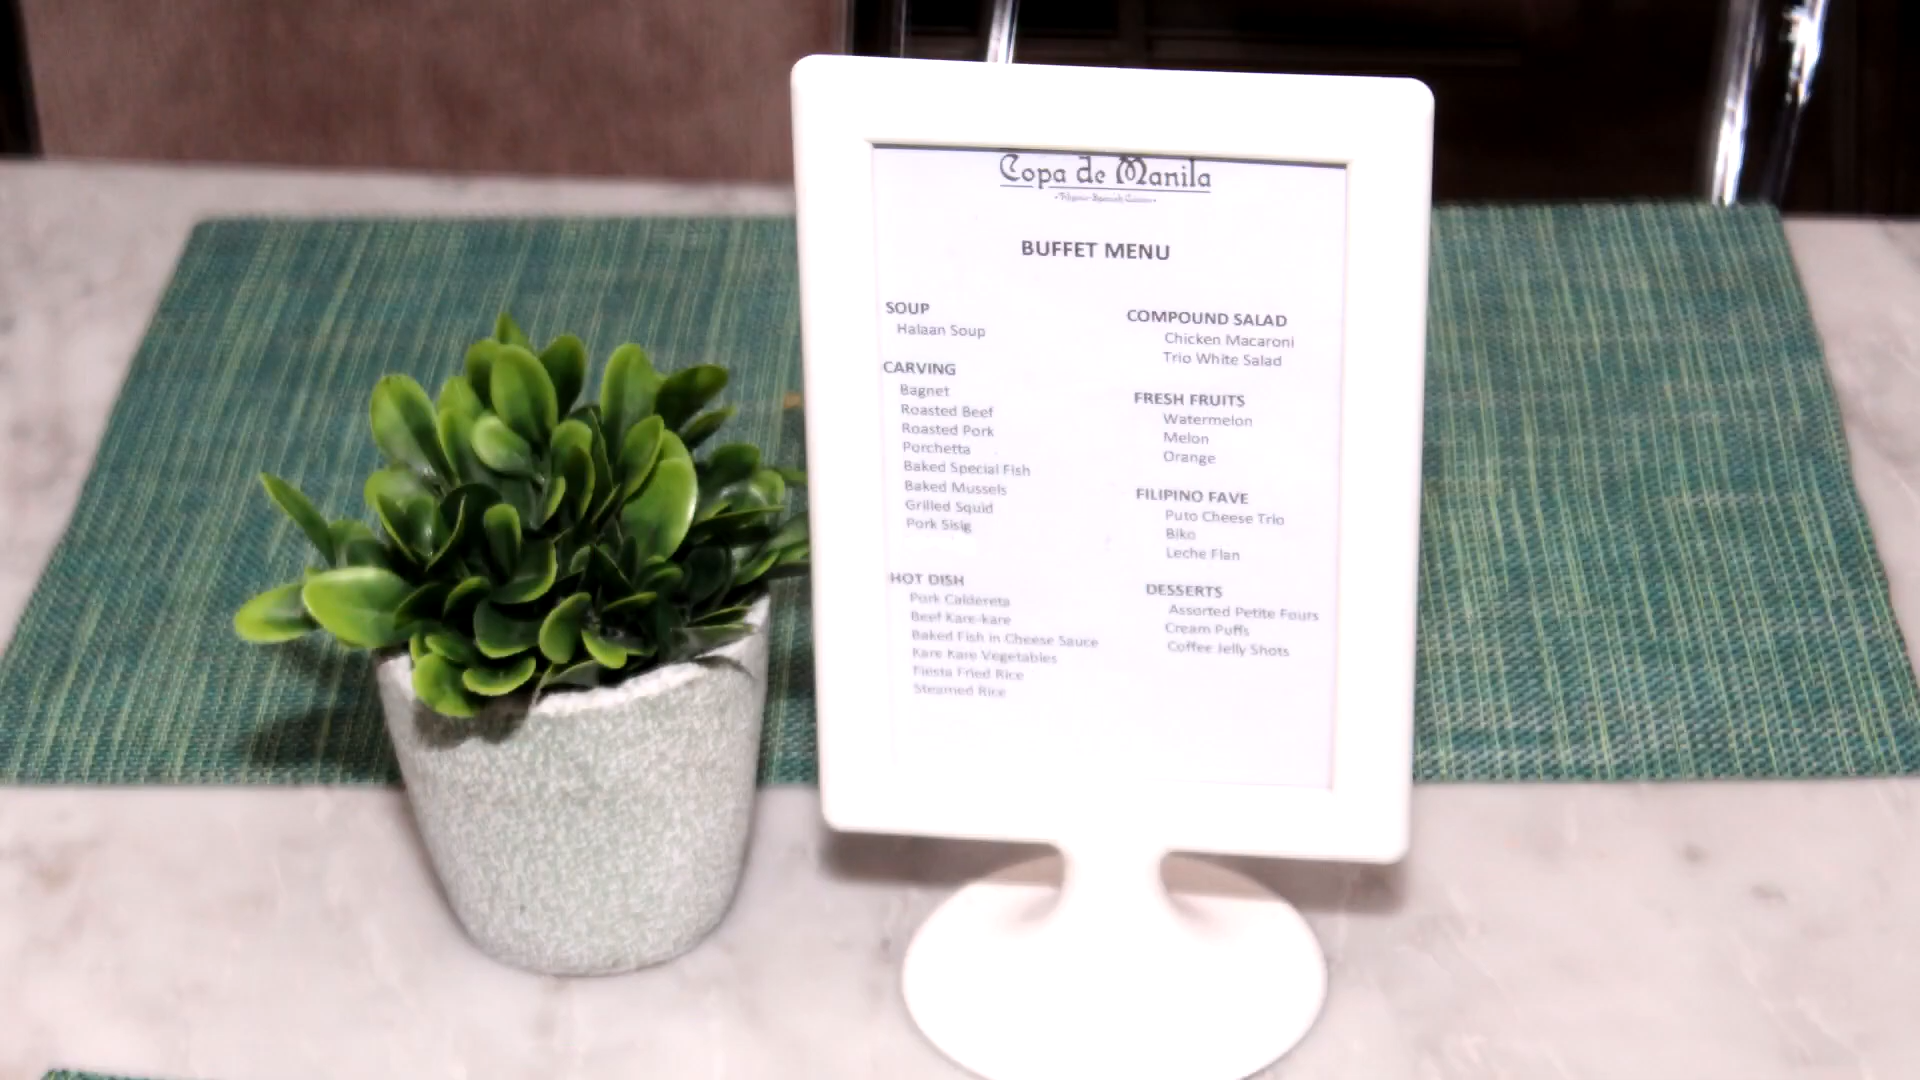 Copa de Manila
Filipino-Spanish Cuisine
BUFFET MENU
SOUP
Halaan Soup
CARVING
Bagnet
Roasted Beef
Roasted Pork
Porchetta
Baked Special Fish
Baked Mussels
Grilled Squid
Pork Sisig
HOT DISH
Pork Caldereta
Beef Kare-kare
Baked Fish in Cheese Sauce
Kare Kare Vegetables
Fiesta Fried Rice
Steamed Rice
COMPOUND SALAD
Chicken Macaroni
Trio White Salad
FRESH FRUITS
Watermelon
Melon
Orange
FILIPINO FAVE
Puto Cheese Trio
Biko
Leche Flan
DESSERTS
Assorted Petite Fours
Cream Puffs
Coffee Jelly Shots